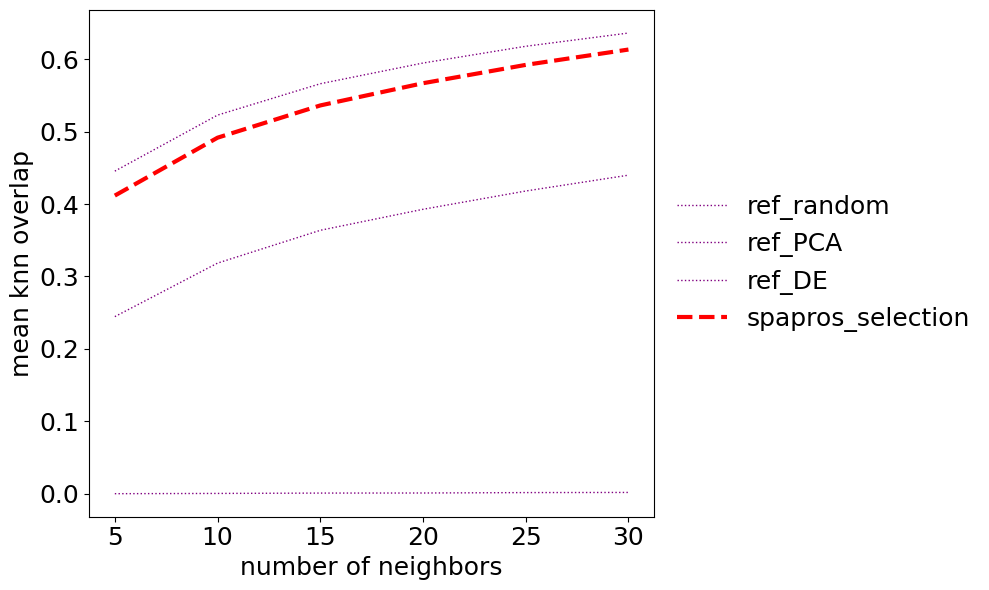 0.6
0.5
0.4
0.3
0.2
0.1
0.0
mean knn overlap
5 10 15 20 25 30
number of neighbors
ref_random
ref_PCA
ref_DE
spapros_selection